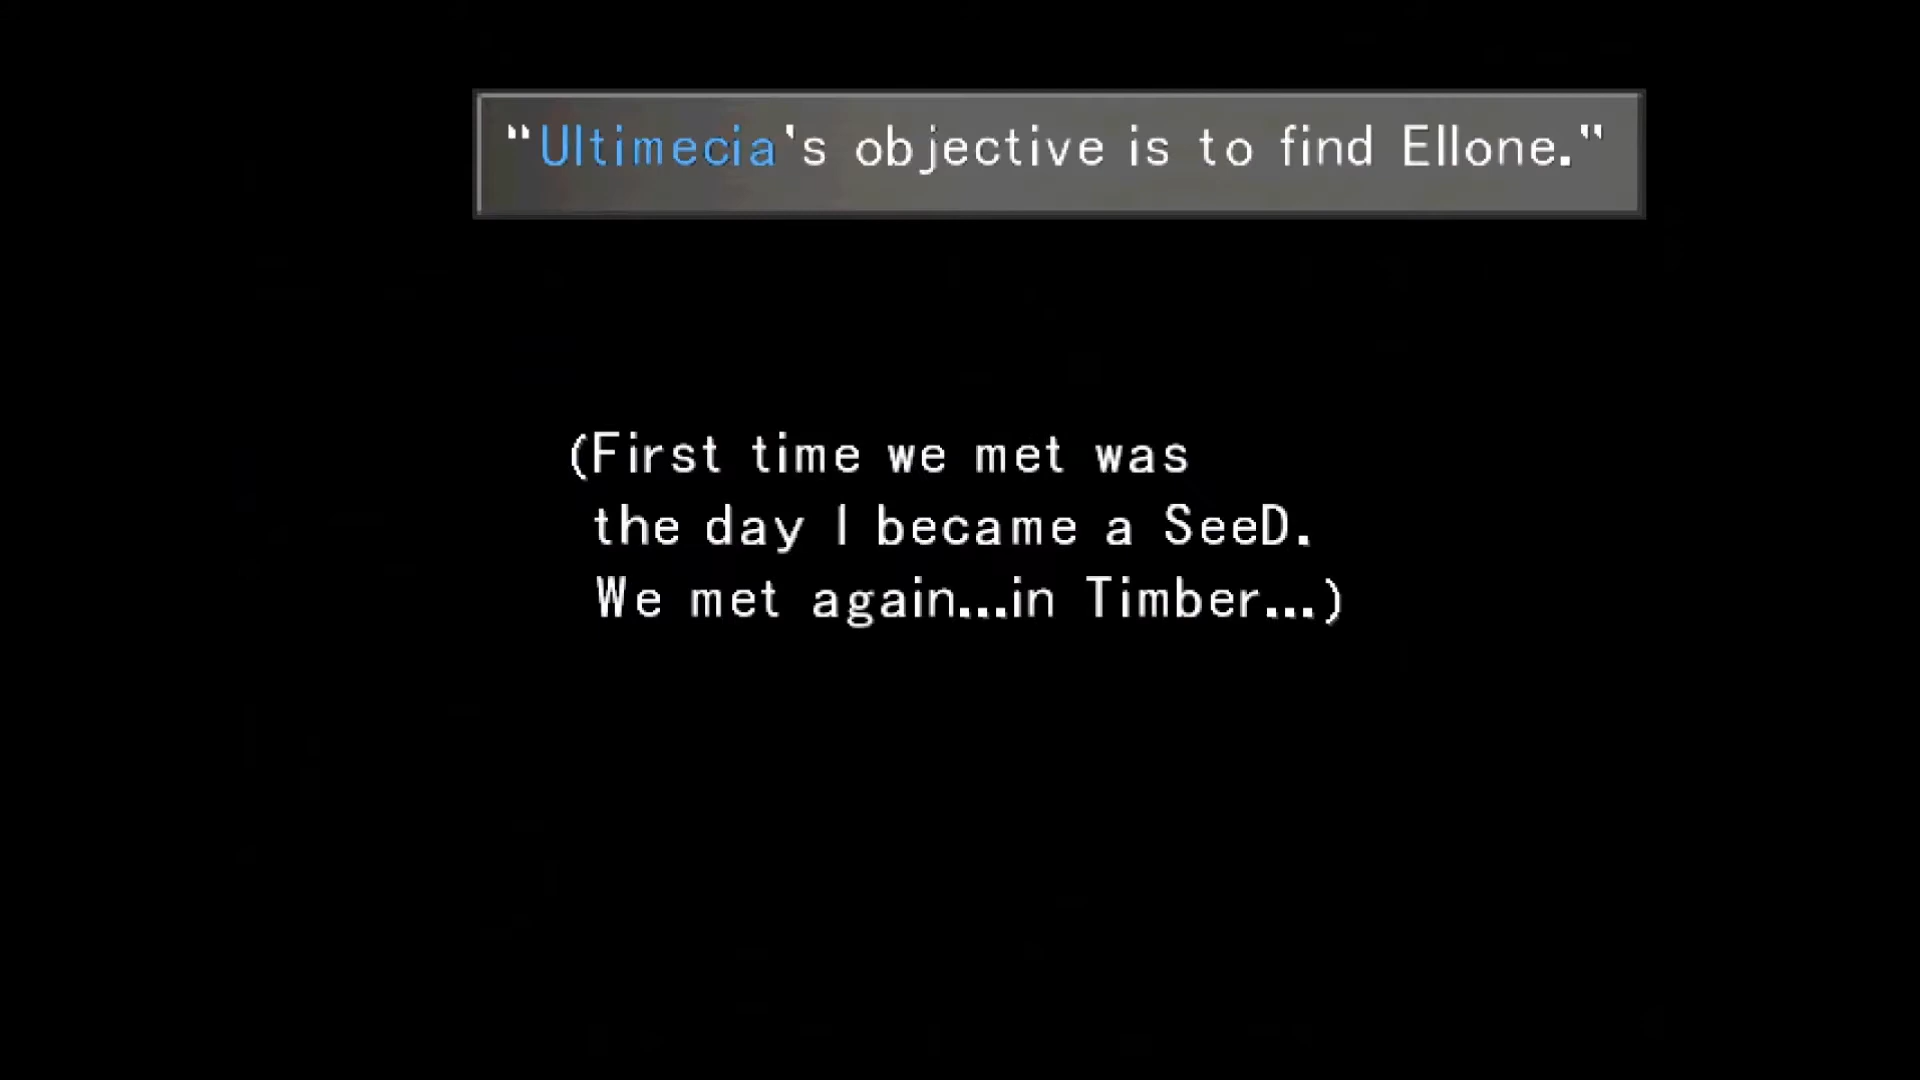 "Ultimecia's objective is to find Ellone."
(First time we met was
the day I became a SeeD.
We met again...in Timber...)